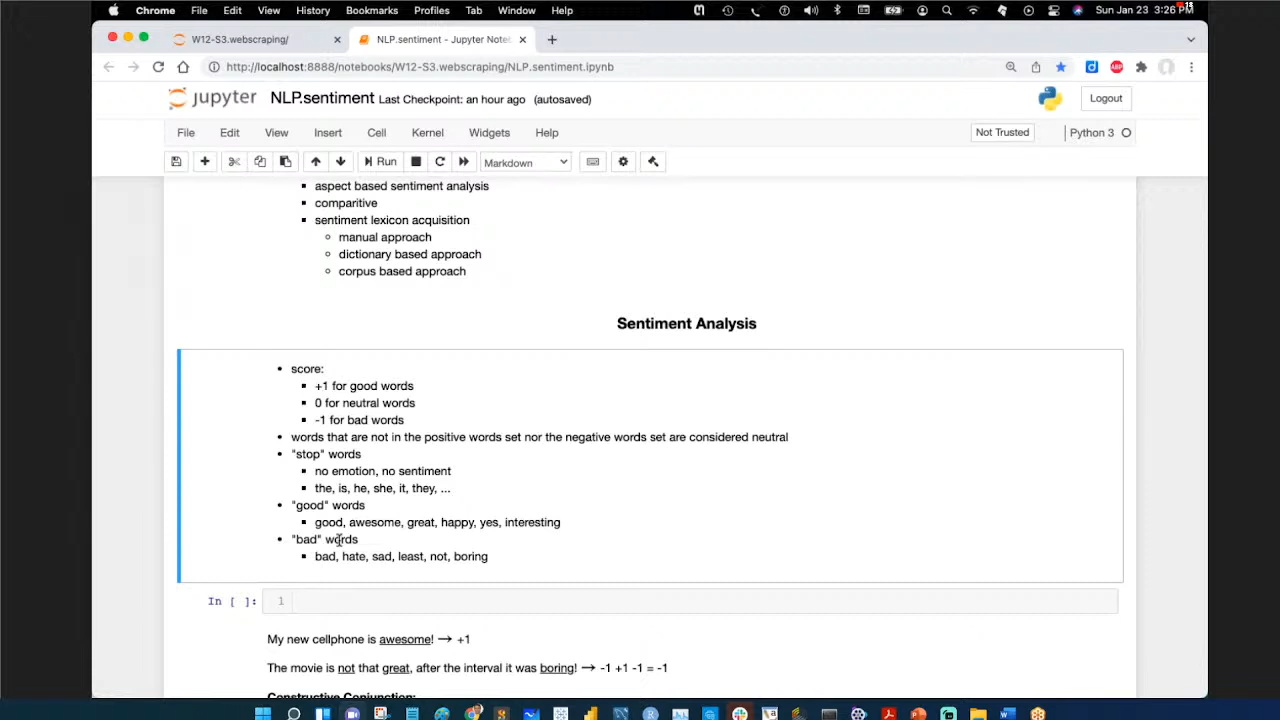 Chrome File Edit View History Bookmarks Profiles Tab Window Help Sun Jan 23 3:26 PM
W12-S3.webscraping/ NLP.sentiment - Jupyter Note
http://localhost:8888/notebooks/W12-S3.webscraping/NLP.sentiment.ipynb
jupyter NLP.sentiment Last Checkpoint: an hour ago (autosaved) Logout
File Edit View Insert Cell Kernel Widgets Help Not Trusted Python 3
Run Markdown
aspect based sentiment analysis
comparitive
sentiment lexicon acquisition
manual approach
dictionary based approach
corpus based approach
Sentiment Analysis
score:
+1 for good words
0 for neutral words
-1 for bad words
words that are not in the positive words set nor the negative words set are considered neutral
"stop" words
no emotion, no sentiment
the, is, he, she, it, they, ...
"good" words
good, awesome, great, happy, yes, interesting
"bad" words
bad, hate, sad, least, not, boring
In [ ]: 1
My new cellphone is awesome! → +1
The movie is not that great, after the interval it was boring! → -1 +1 -1 = -1
Constructive Conjunction: